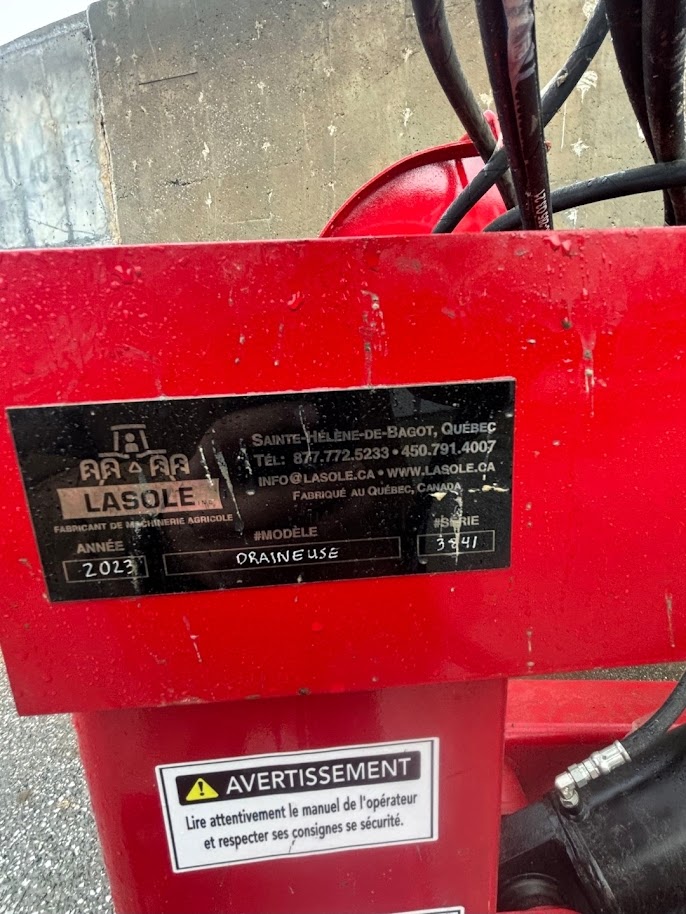 SAINTE-HÉLÈNE-DE-BAGOT, QUÉBEC
TÉL: 877.772.5233 • 450.791.4007
INFO@LASOLE.CA • WWW.LASOLE.CA
FABRIQUÉ AU QUÉBEC, CANADA
LASOLE INC.
FABRICANT DE MACHINERIE AGRICOLE
ANNÉE #MODÈLE #SÉRIE
2023 DRAINEUSE 3841
AVERTISSEMENT
Lire attentivement le manuel de l'opérateur
et respecter ses consignes se sécurité.